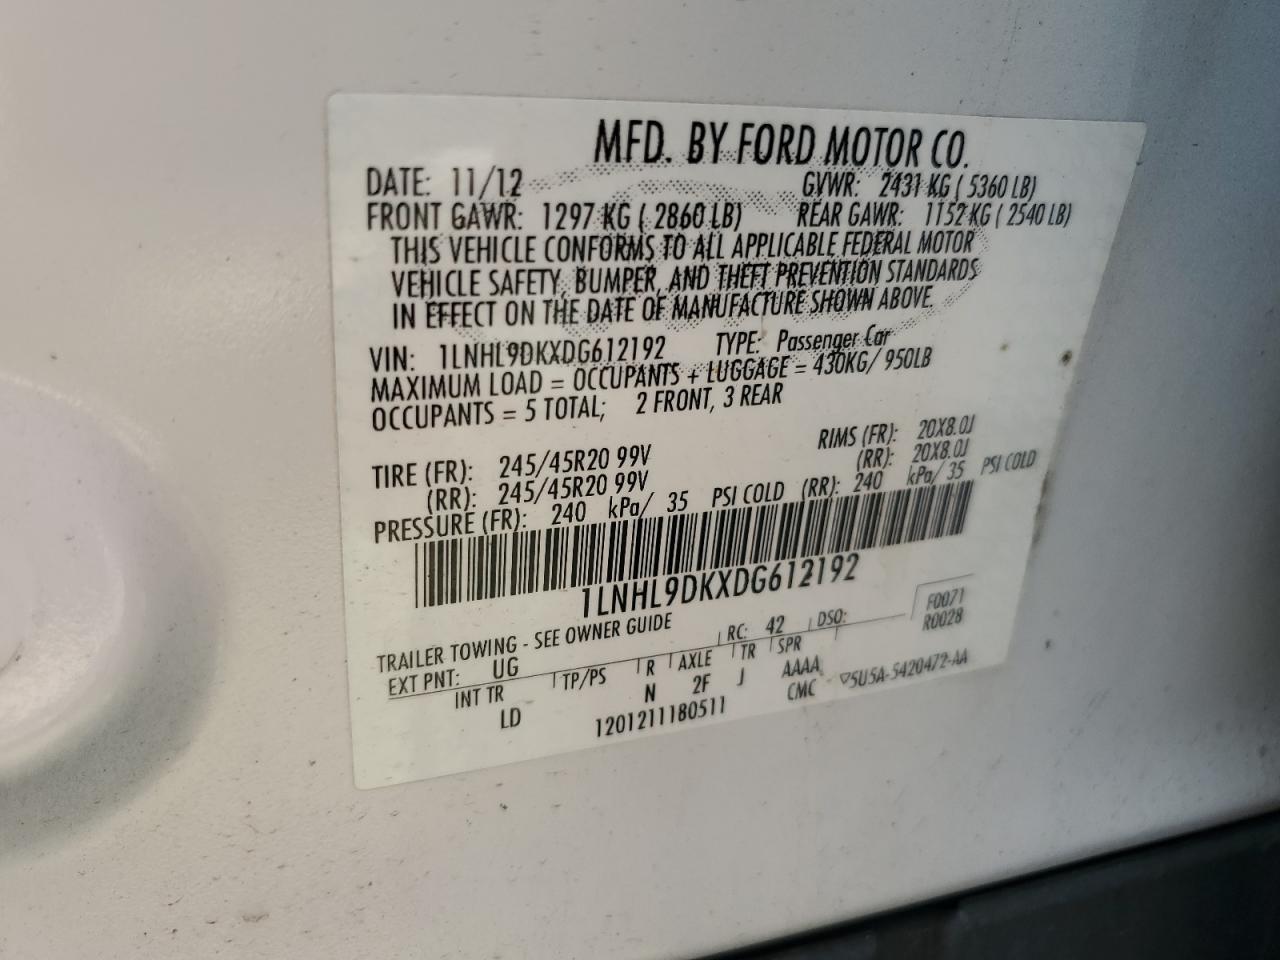 MFD. BY FORD MOTOR CO.
DATE: 11/12 GVWR: 2431 KG ( 5360 LB)
FRONT GAWR: 1297 KG ( 2860 LB) REAR GAWR: 1152 KG ( 2540 LB)
THIS VEHICLE CONFORMS TO ALL APPLICABLE FEDERAL MOTOR
VEHICLE SAFETY, BUMPER, AND THEFT PREVENTION STANDARDS
IN EFFECT ON THE DATE OF MANUFACTURE SHOWN ABOVE.
VIN: 1LNHL9DKXDG612192 TYPE: Passenger Car
MAXIMUM LOAD = OCCUPANTS + LUGGAGE = 430KG/ 950LB
OCCUPANTS = 5 TOTAL; 2 FRONT, 3 REAR
TIRE (FR): 245/45R20 99V RIMS (FR): 20X8.0J
(RR): 245/45R20 99V (RR): 20X8.0J
PRESSURE (FR): 240 kPa/ 35 PSI COLD (RR): 240 kPa/ 35 PSI COLD
1LNHL9DKXDG612192
TRAILER TOWING - SEE OWNER GUIDE
F0071
EXT PNT: UG RC: 42 DSO: R0028
INT TR TP/PS R AXLE TR SPR
LD N 2F J AAAA
1201211180511 CMC ▽5U5A-5420472-AA